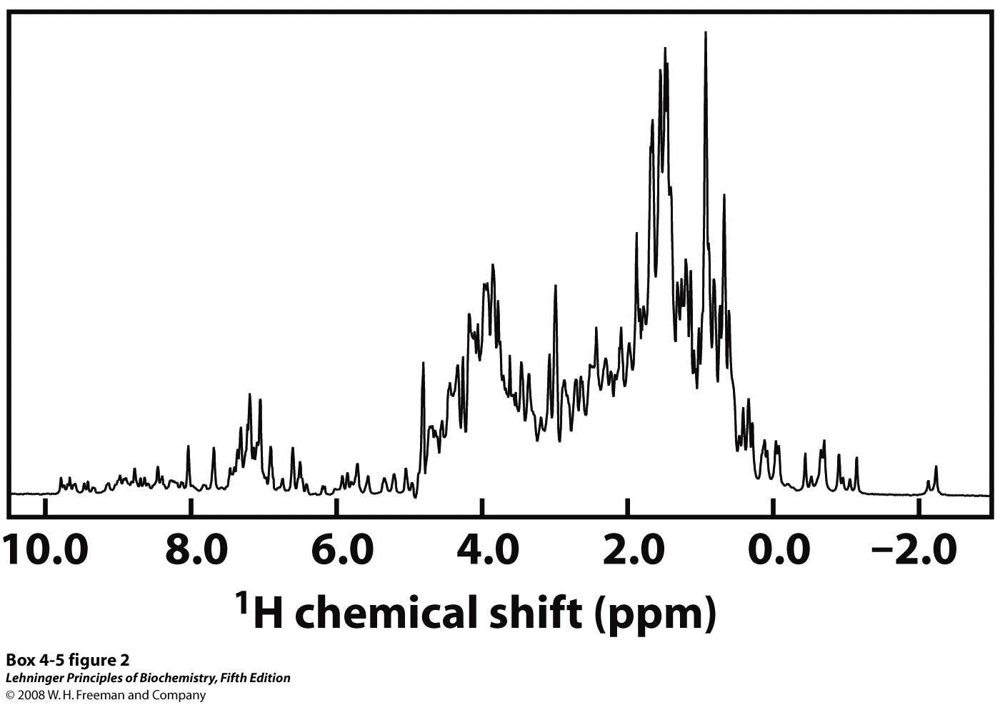 10.0 8.0 6.0 4.0 2.0 0.0 –2.0
¹H chemical shift (ppm)
Box 4-5 figure 2
Lehninger Principles of Biochemistry, Fifth Edition
© 2008 W. H. Freeman and Company